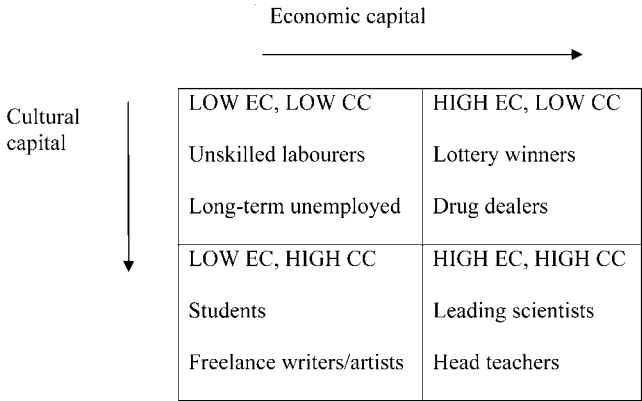 Economic capital
Cultural
capital
LOW EC, LOW CC
Unskilled labourers
Long-term unemployed
HIGH EC, LOW CC
Lottery winners
Drug dealers
LOW EC, HIGH CC
Students
Freelance writers/artists
HIGH EC, HIGH CC
Leading scientists
Head teachers